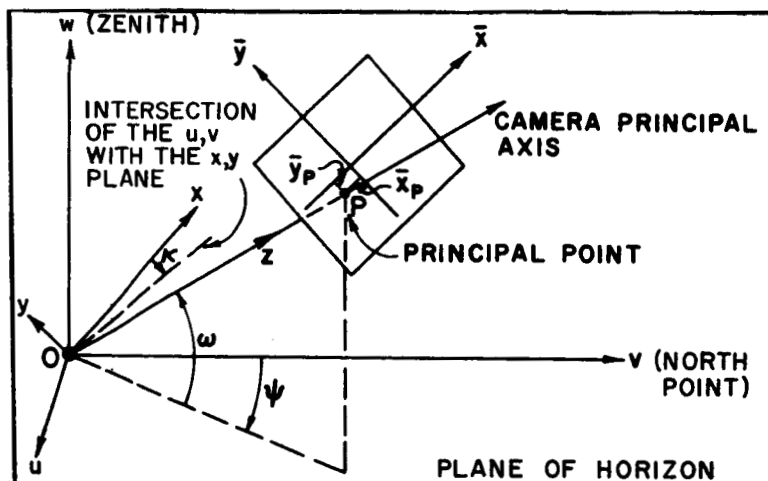 w (ZENITH)
ȳ
x̄
INTERSECTION
OF THE u,v
WITH THE x,y
PLANE
CAMERA PRINCIPAL
AXIS
ȳP
x̄P
P
x
κ
PRINCIPAL POINT
z
y
ω
O
v (NORTH
POINT)
ψ
u
PLANE OF HORIZON